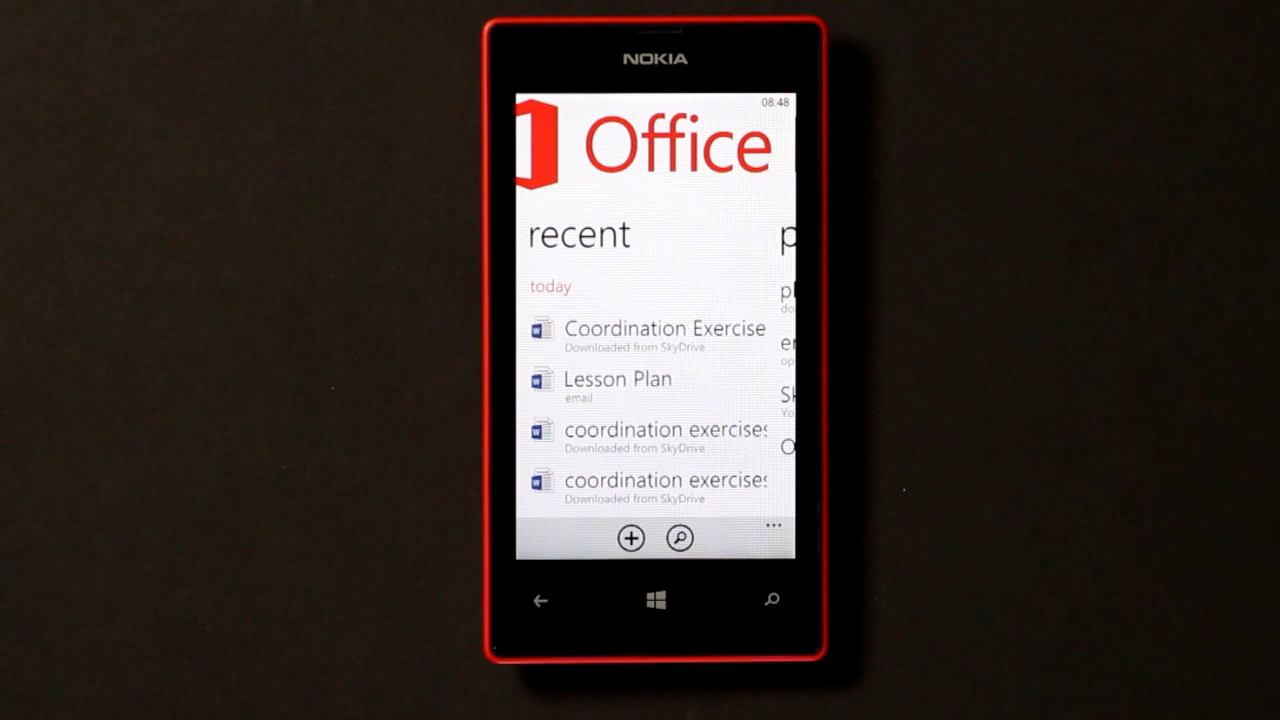 NOKIA
08:48
Office
recent
today
Coordination Exercise
Downloaded from SkyDrive
Lesson Plan
email
coordination exercises
Downloaded from SkyDrive
coordination exercises
Downloaded from SkyDrive